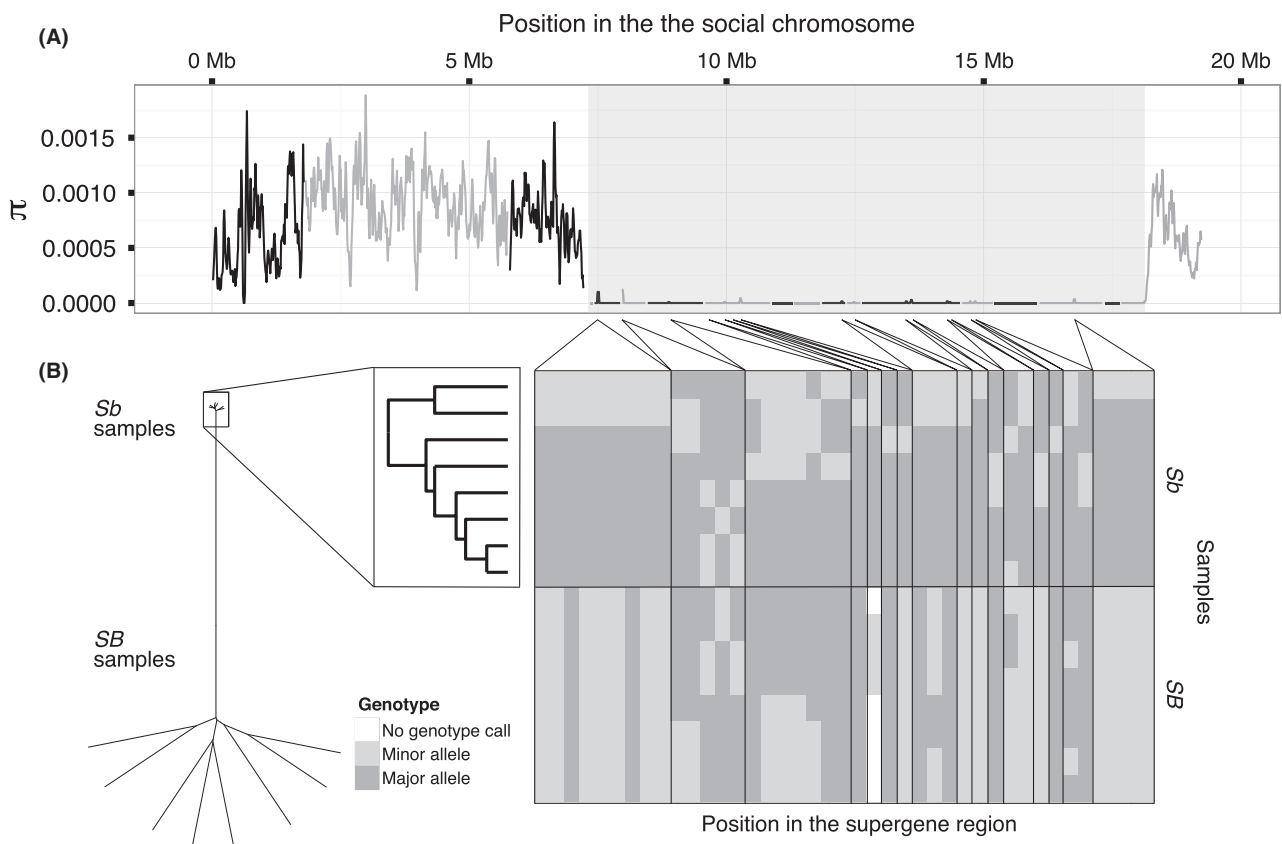 (A)
Position in the the social chromosome
0 Mb 5 Mb 10 Mb 15 Mb 20 Mb
0.0015
0.0010
0.0005
0.0000
π
(B)
Sb
samples
SB
samples
Genotype
No genotype call
Minor allele
Major allele
Sb
SB
Samples
Position in the supergene region